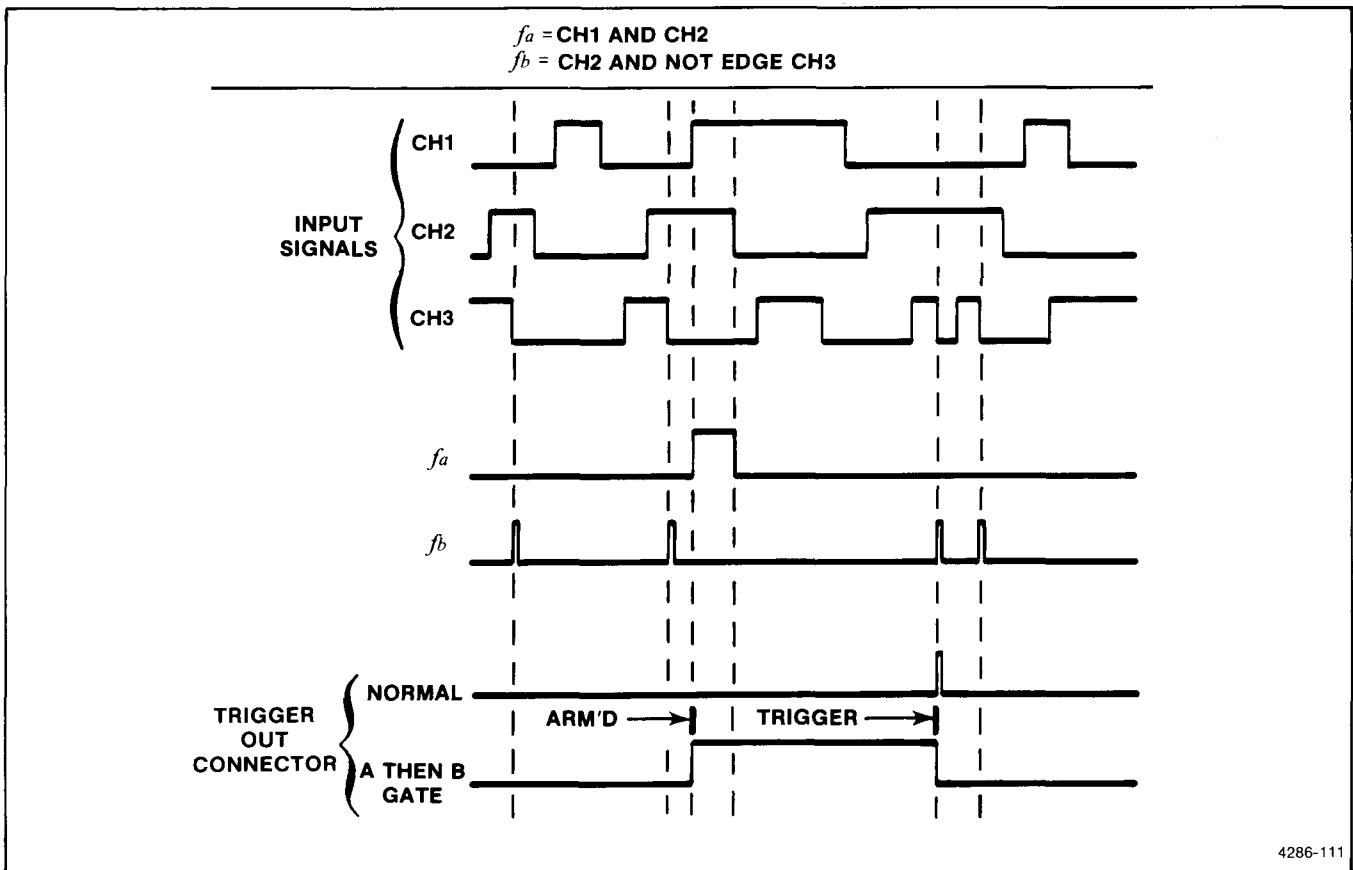 fa = CH1 AND CH2
fb = CH2 AND NOT EDGE CH3
INPUT
SIGNALS
CH1
CH2
CH3
fa
fb
TRIGGER
OUT
CONNECTOR
NORMAL
ARM'D
TRIGGER
A THEN B
GATE
4286-111